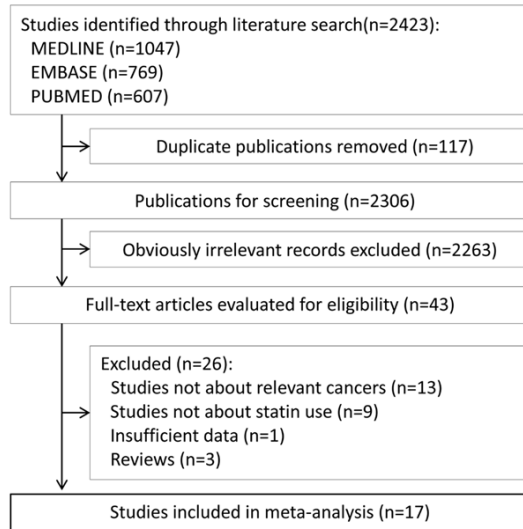 Studies identified through literature search(n=2423):
MEDLINE (n=1047)
EMBASE (n=769)
PUBMED (n=607)
Duplicate publications removed (n=117)
Publications for screening (n=2306)
Obviously irrelevant records excluded (n=2263)
Full-text articles evaluated for eligibility (n=43)
Excluded (n=26):
Studies not about relevant cancers (n=13)
Studies not about statin use (n=9)
Insufficient data (n=1)
Reviews (n=3)
Studies included in meta-analysis (n=17)